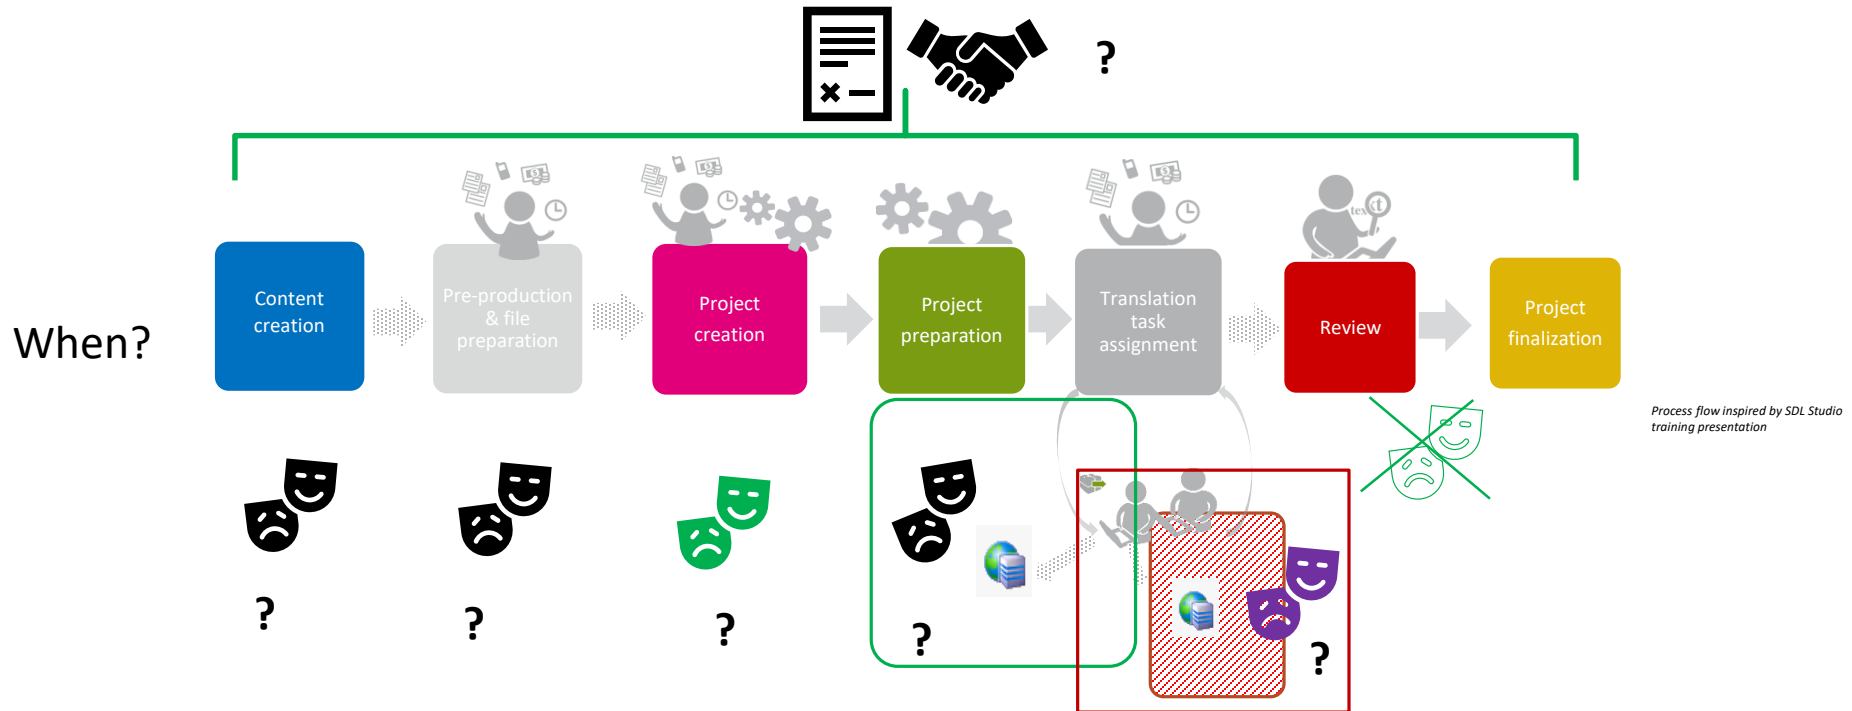 ?
Content
creation
Pre-production
& file
preparation
Project
creation
Project
preparation
Translation
task
assignment
text
Review
Project
finalization
When?
Process flow inspired by SDL Studio
training presentation
?
?
?
?
?